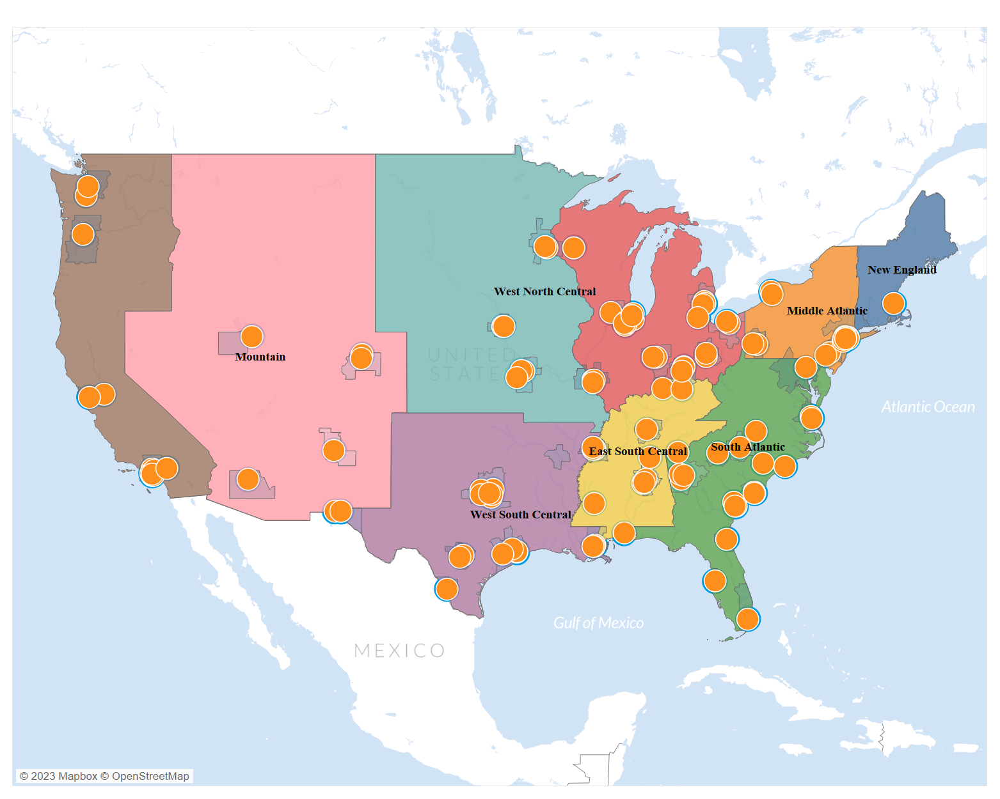 New England
West North Central
Middle Atlantic
UNITED
STATE
Mountain
Atlantic Ocean
South Atlantic
East South Central
West South Central
Gulf of Mexico
MEXICO
© 2023 Mapbox © OpenStreetMap